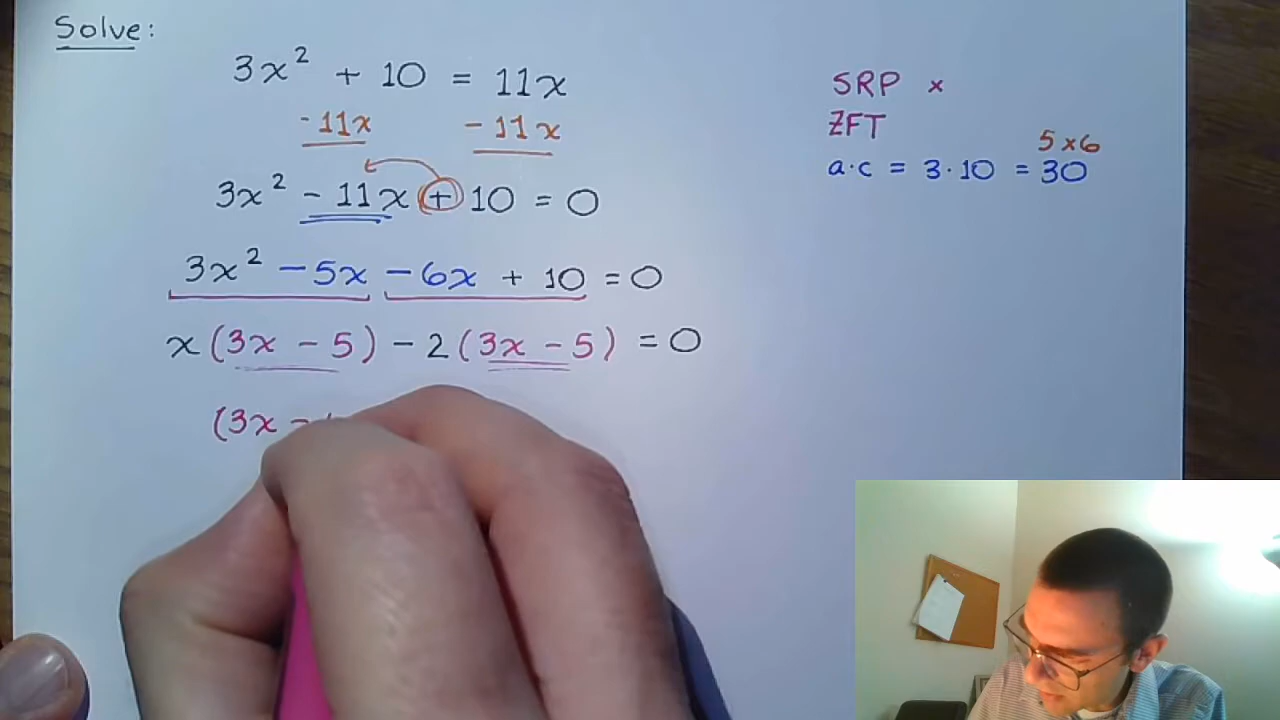 Solve:
3x² + 10 = 11x
-11x - 11x
3x² - 11x + 10 = 0
3x² - 5x - 6x + 10 = 0
x (3x - 5) - 2 (3x - 5) = 0
(3x -
SRP ×
ZFT
5 × 6
a·c = 3·10 = 30